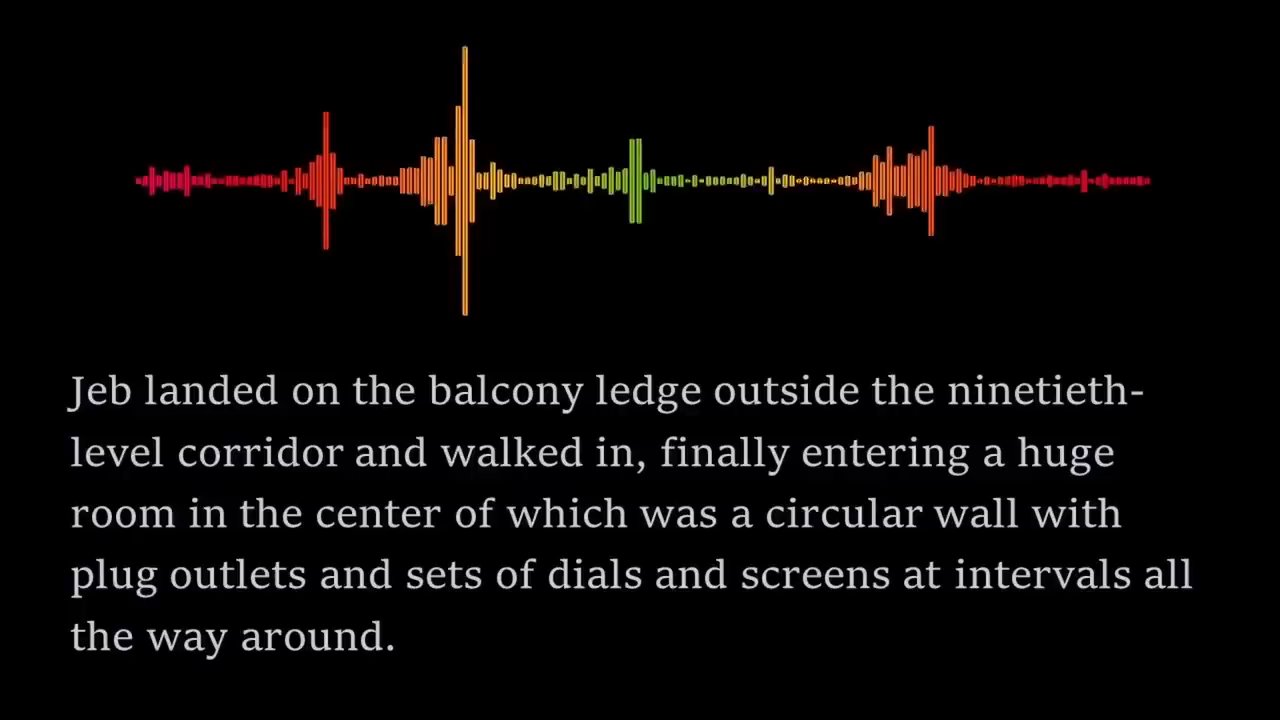 Jeb landed on the balcony ledge outside the ninetieth-
level corridor and walked in, finally entering a huge
room in the center of which was a circular wall with
plug outlets and sets of dials and screens at intervals all
the way around.